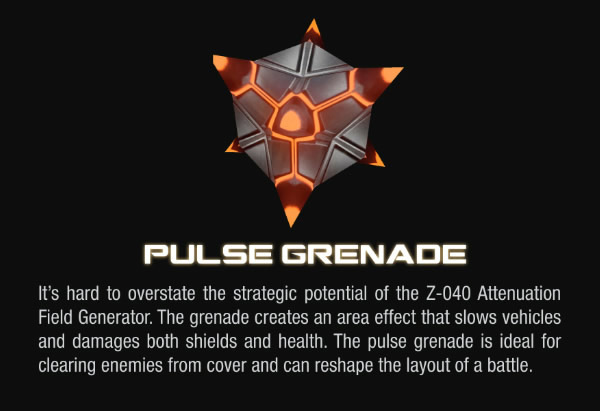 PULSE GRENADE
It's hard to overstate the strategic potential of the Z-040 Attenuation
Field Generator. The grenade creates an area effect that slows vehicles
and damages both shields and health. The pulse grenade is ideal for
clearing enemies from cover and can reshape the layout of a battle.